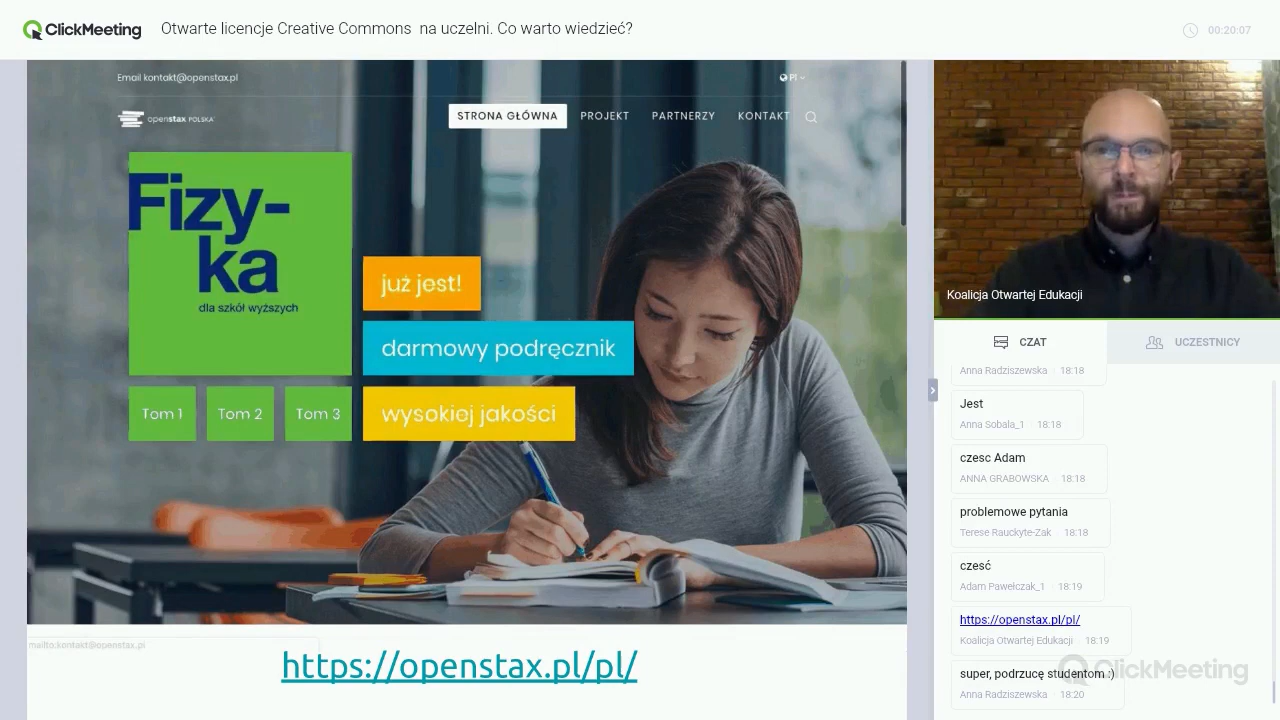 ClickMeeting
Otwarte licencje Creative Commons na uczelni. Co warto wiedzieć?
00:20:07
Email kontakt@openstax.pl
Pl
openstax POLSKA
STRONA GŁÓWNA
PROJEKT
PARTNERZY
KONTAKT
Fizy-
ka
dla szkół wyższych
już jest!
darmowy podręcznik
Tom 1
Tom 2
Tom 3
wysokiej jakości
mailto:kontakt@openstax.pl
https://openstax.pl/pl/
Koalicja Otwartej Edukacji
CZAT
UCZESTNICY
Anna Radziszewska 18:18
Jest
Anna Sobala_1 18:18
czesc Adam
ANNA GRABOWSKA 18:18
problemowe pytania
Terese Rauckyte-Żak 18:18
czesć
Adam Pawełczak_1 18:19
https://openstax.pl/pl/
Koalicja Otwartej Edukacji 18:19
super, podrzucę studentom :)
Anna Radziszewska 18:20
ClickMeeting